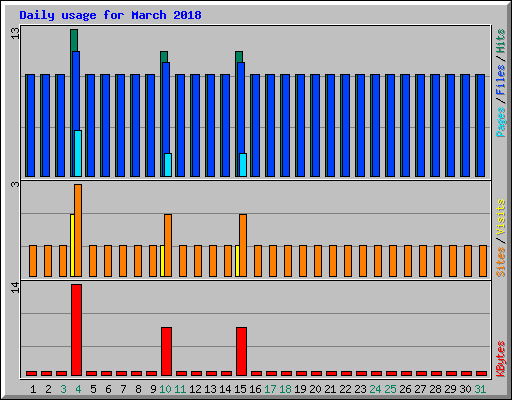 Daily usage for March 2018
13
Pages/Files/Hits
3
Sites/Visits
14
KBytes
1 2 3 4 5 6 7 8 9 10 11 12 13 14 15 16 17 18 19 20 21 22 23 24 25 26 27 28 29 30 31